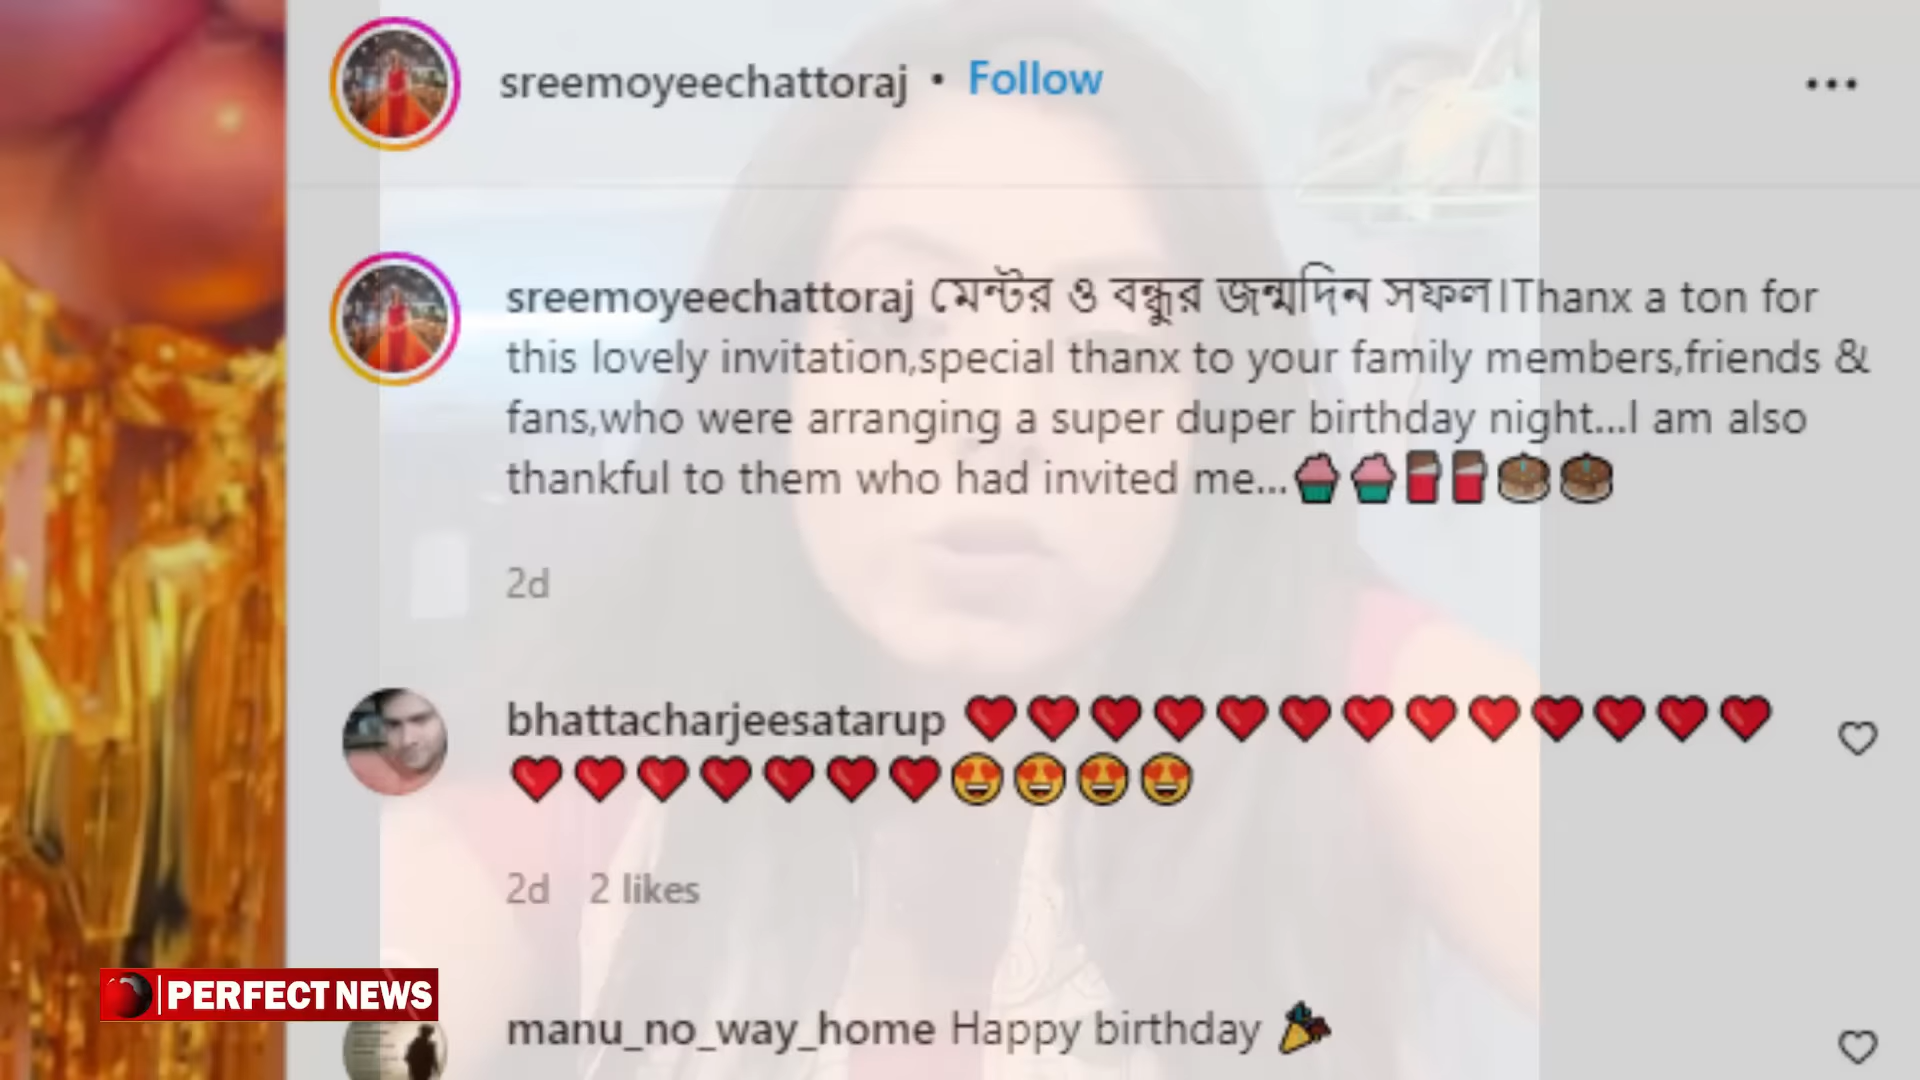 sreemoyeechattoraj • Follow
sreemoyeechattoraj মেন্টর ও বন্ধুর জন্মদিন সফল।Thanx a ton for
this lovely invitation,special thanx to your family members,friends &
fans,who were arranging a super duper birthday night...I am also
thankful to them who had invited me...🧁🧁🍫🍫🎂🎂
2d
bhattacharjeesatarup ❤❤❤❤❤❤❤❤❤❤❤❤❤
❤❤❤❤❤❤❤😍😍😍😍
2d 2 likes
PERFECT NEWS
manu_no_way_home Happy birthday 🎉